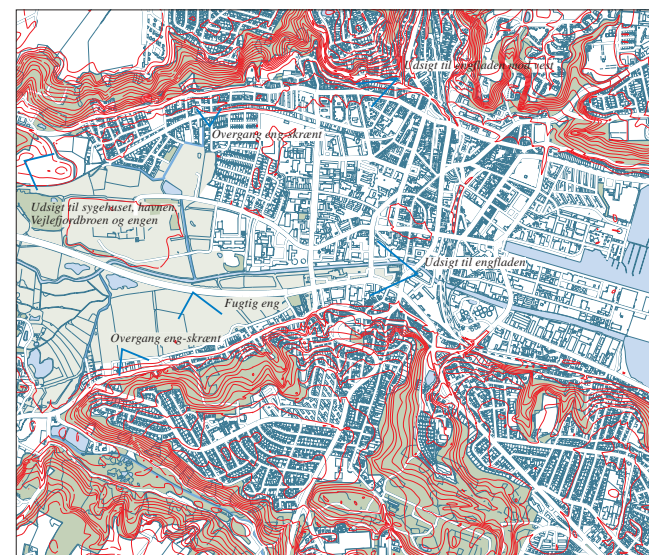 Udsigt til engfladen mod vest
Overgang eng-skrænt
Udsigt til sygehuset, havnen,
Vejlefjordbroen og engen
Udsigt til engfladen
Fugtig eng
Overgang eng-skrænt